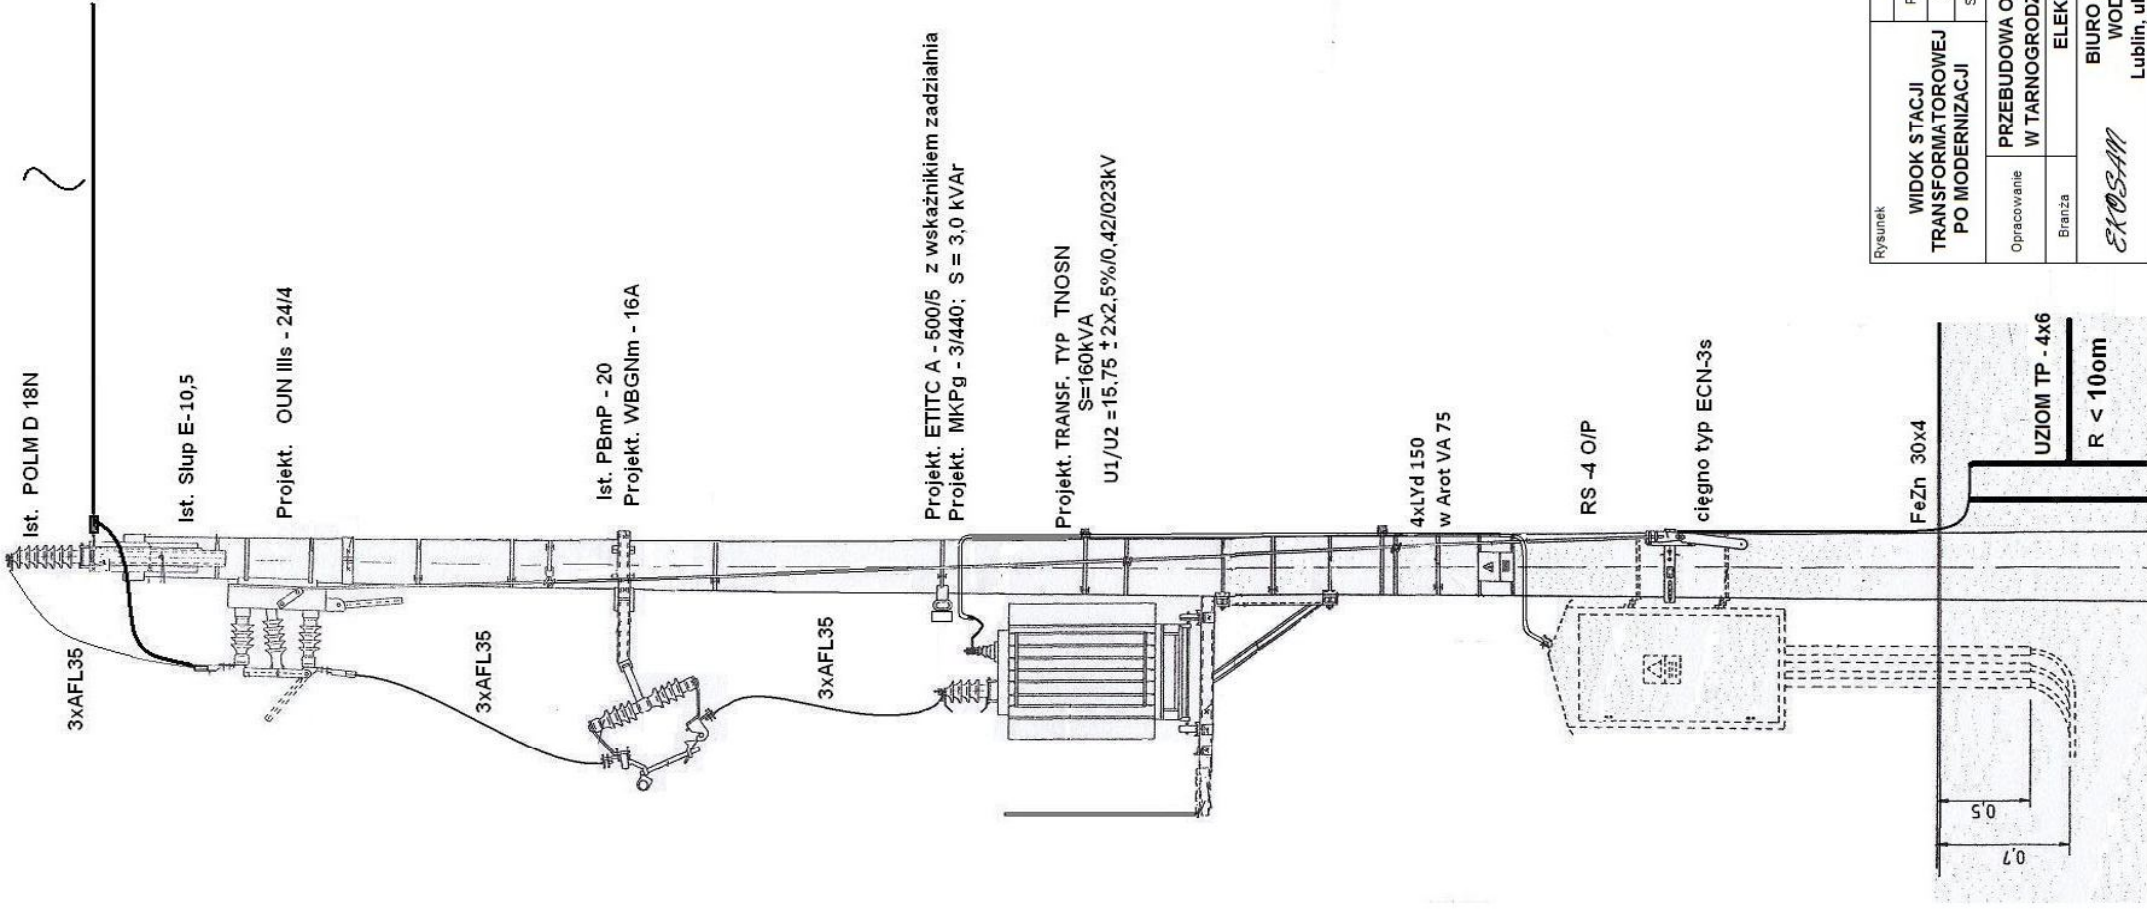 Ist. POLM D 18N
3xAFL35
Ist. Słup E-10,5
Projekt. OUN IIIs - 24/4
3xAFL35
Ist. PBmP - 20
Projekt. WBGNm - 16A
3xAFL35
Projekt. ETITC A - 500/5 z wskaźnikiem zadzialnia
Projekt. MKPg - 3/440; S = 3,0 kVAr
Projekt. TRANSF. TYP TNOSN
S=160kVA
U1/U2 =15,75 ± 2x2,5%/0,42/023kV
4xLYd 150
w Arot VA 75
RS -4 O/P
cięgno typ ECN-3s
FeZn 30x4
UZIOM TP - 4x6
R < 10om
0,5
0,7
Rysunek
WIDOK STACJI
TRANSFORMATOROWEJ
PO MODERNIZACJI
Opracowanie
PRZEBUDOWA O
W TARNOGRODZ
Branża
ELEK
EKOSAN
BIURO
WOD
Lublin, ul